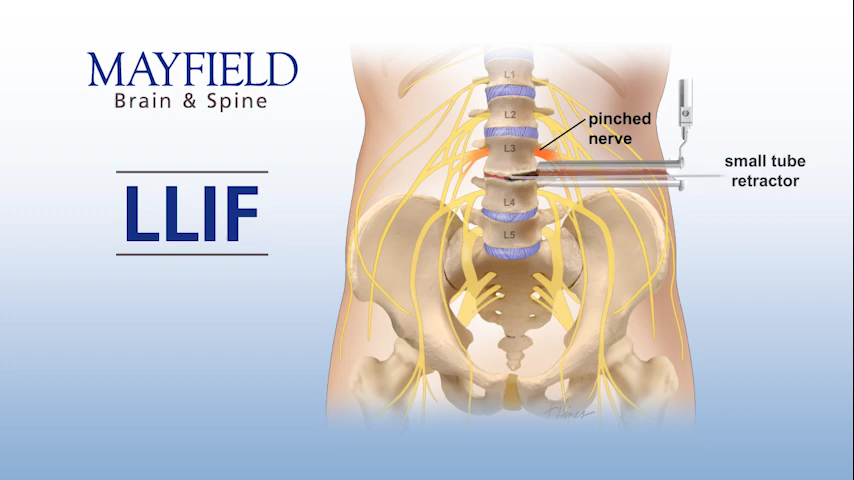 MAYFIELD
Brain & Spine
LLIF
L1
L2
L3
L4
L5
pinched
nerve
small tube
retractor